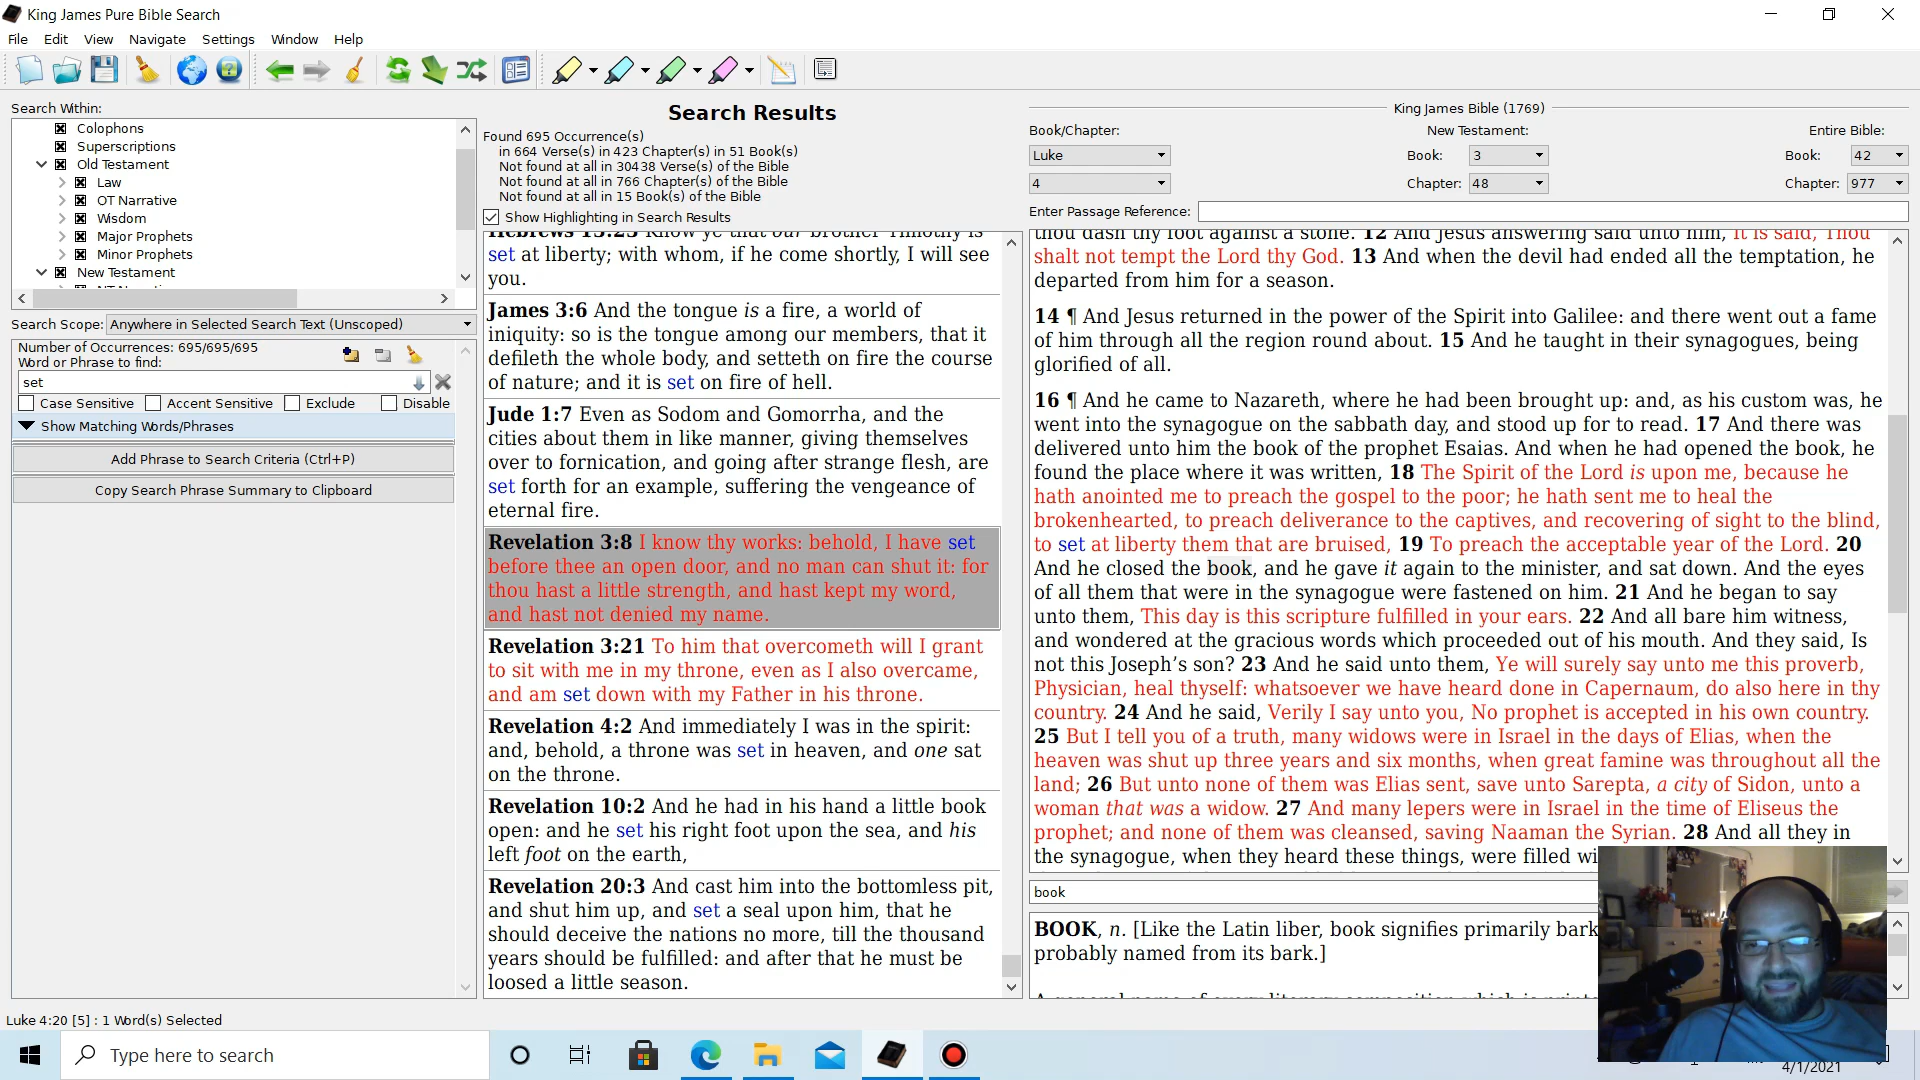 King James Pure Bible Search
File Edit View Navigate Settings Window Help
Search Within:
Colophons
Superscriptions
Old Testament
Law
OT Narrative
Wisdom
Major Prophets
Minor Prophets
New Testament
Search Scope: Anywhere in Selected Search Text (Unscoped)
Number of Occurrences: 695/695/695
Word or Phrase to find:
set
Case Sensitive Accent Sensitive Exclude Disable
Show Matching Words/Phrases
Add Phrase to Search Criteria (Ctrl+P)
Copy Search Phrase Summary to Clipboard
Search Results
Found 695 Occurrence(s)
in 664 Verse(s) in 423 Chapter(s) in 51 Book(s)
Not found at all in 30438 Verse(s) of the Bible
Not found at all in 766 Chapter(s) of the Bible
Not found at all in 15 Book(s) of the Bible
Show Highlighting in Search Results
Hebrews 13:23 Know ye that our brother Timothy is
set at liberty; with whom, if he come shortly, I will see
you.
James 3:6 And the tongue is a fire, a world of
iniquity: so is the tongue among our members, that it
defileth the whole body, and setteth on fire the course
of nature; and it is set on fire of hell.
Jude 1:7 Even as Sodom and Gomorrha, and the
cities about them in like manner, giving themselves
over to fornication, and going after strange flesh, are
set forth for an example, suffering the vengeance of
eternal fire.
Revelation 3:8 I know thy works: behold, I have set
before thee an open door, and no man can shut it: for
thou hast a little strength, and hast kept my word,
and hast not denied my name.
Revelation 3:21 To him that overcometh will I grant
to sit with me in my throne, even as I also overcame,
and am set down with my Father in his throne.
Revelation 4:2 And immediately I was in the spirit:
and, behold, a throne was set in heaven, and one sat
on the throne.
Revelation 10:2 And he had in his hand a little book
open: and he set his right foot upon the sea, and his
left foot on the earth,
Revelation 20:3 And cast him into the bottomless pit,
and shut him up, and set a seal upon him, that he
should deceive the nations no more, till the thousand
years should be fulfilled: and after that he must be
loosed a little season.
King James Bible (1769)
Book/Chapter: New Testament: Entire Bible:
Luke Book: 3 Book: 42
4 Chapter: 48 Chapter: 977
Enter Passage Reference:
thou dash thy foot against a stone. 12 And Jesus answering said unto him, It is said, Thou
shalt not tempt the Lord thy God. 13 And when the devil had ended all the temptation, he
departed from him for a season.
14 ¶ And Jesus returned in the power of the Spirit into Galilee: and there went out a fame
of him through all the region round about. 15 And he taught in their synagogues, being
glorified of all.
16 ¶ And he came to Nazareth, where he had been brought up: and, as his custom was, he
went into the synagogue on the sabbath day, and stood up for to read. 17 And there was
delivered unto him the book of the prophet Esaias. And when he had opened the book, he
found the place where it was written, 18 The Spirit of the Lord is upon me, because he
hath anointed me to preach the gospel to the poor; he hath sent me to heal the
brokenhearted, to preach deliverance to the captives, and recovering of sight to the blind,
to set at liberty them that are bruised, 19 To preach the acceptable year of the Lord. 20
And he closed the book, and he gave it again to the minister, and sat down. And the eyes
of all them that were in the synagogue were fastened on him. 21 And he began to say
unto them, This day is this scripture fulfilled in your ears. 22 And all bare him witness,
and wondered at the gracious words which proceeded out of his mouth. And they said, Is
not this Joseph’s son? 23 And he said unto them, Ye will surely say unto me this proverb,
Physician, heal thyself: whatsoever we have heard done in Capernaum, do also here in thy
country. 24 And he said, Verily I say unto you, No prophet is accepted in his own country.
25 But I tell you of a truth, many widows were in Israel in the days of Elias, when the
heaven was shut up three years and six months, when great famine was throughout all the
land; 26 But unto none of them was Elias sent, save unto Sarepta, a city of Sidon, unto a
woman that was a widow. 27 And many lepers were in Israel in the time of Eliseus the
prophet; and none of them was cleansed, saving Naaman the Syrian. 28 And all they in
the synagogue, when they heard these things, were filled
book
BOOK, n. [Like the Latin liber, book signifies primarily bark
probably named from its bark.]
Luke 4:20 [5] : 1 Word(s) Selected
Type here to search
4/1/2021